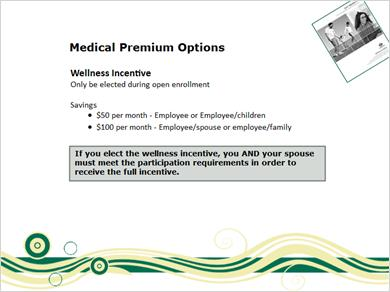 Medical Premium Options
Wellness Incentive
Only be elected during open enrollment
Savings
• $50 per month - Employee or Employee/children
• $100 per month - Employee/spouse or employee/family
If you elect the wellness incentive, you AND your spouse
must meet the participation requirements in order to
receive the full incentive.